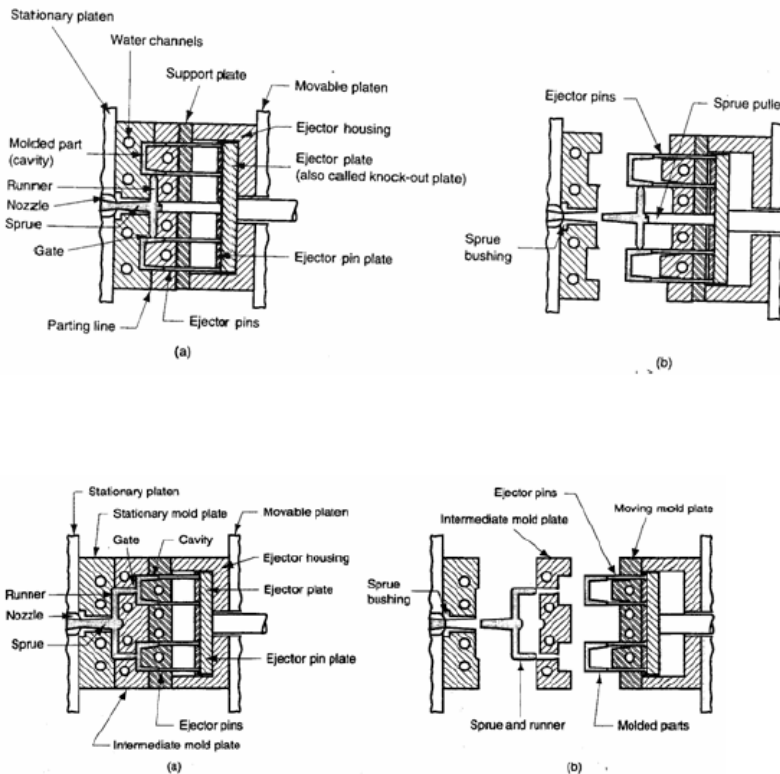 Stationary platen
Water channels
Support plate
Movable platen
Ejector housing
Molded part
(cavity)
Ejector plate
(also called knock-out plate)
Runner
Nozzle
Sprue
Gate
Ejector pin plate
Parting line
Ejector pins
(a)
Ejector pins
Sprue pulle
Sprue
bushing
(b)
Stationary platen
Stationary mold plate
Movable platen
Gate
Cavity
Ejector housing
Runner
Ejector plate
Nozzle
Sprue
Ejector pin plate
Ejector pins
Intermediate mold plate
(a)
Ejector pins
Moving mold plate
Intermediate mold plate
Sprue
bushing
Sprue and runner
Molded parts
(b)